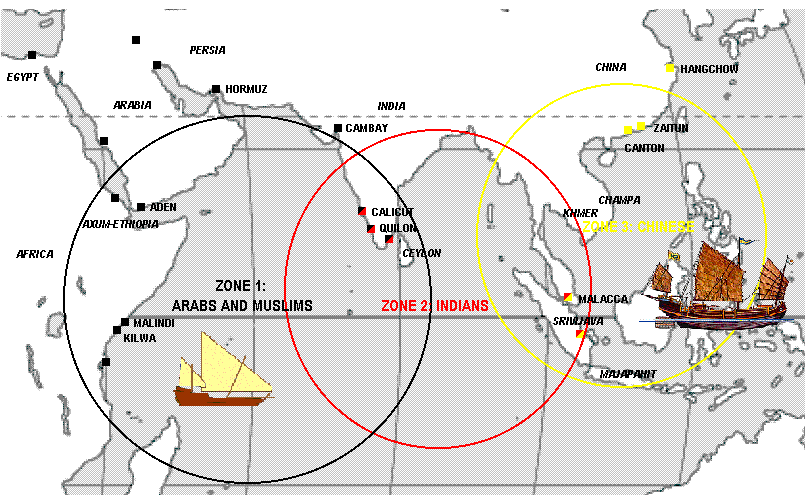 PERSIA
EGYPT
HORMUZ
ARABIA
INDIA
CAMBAY
CHINA
HANGCHOW
ZAITUN
CANTON
ADEN
AXUM-ETHIOPIA
AFRICA
CALICUT
QUILON
CEYLON
CHAMPA
KHMER
ZONE 3: CHINESE
ZONE 1:
ARABS AND MUSLIMS
ZONE 2: INDIANS
MALACCA
SRIWIJAVA
MALINDI
KILWA
MAJAPAHIT